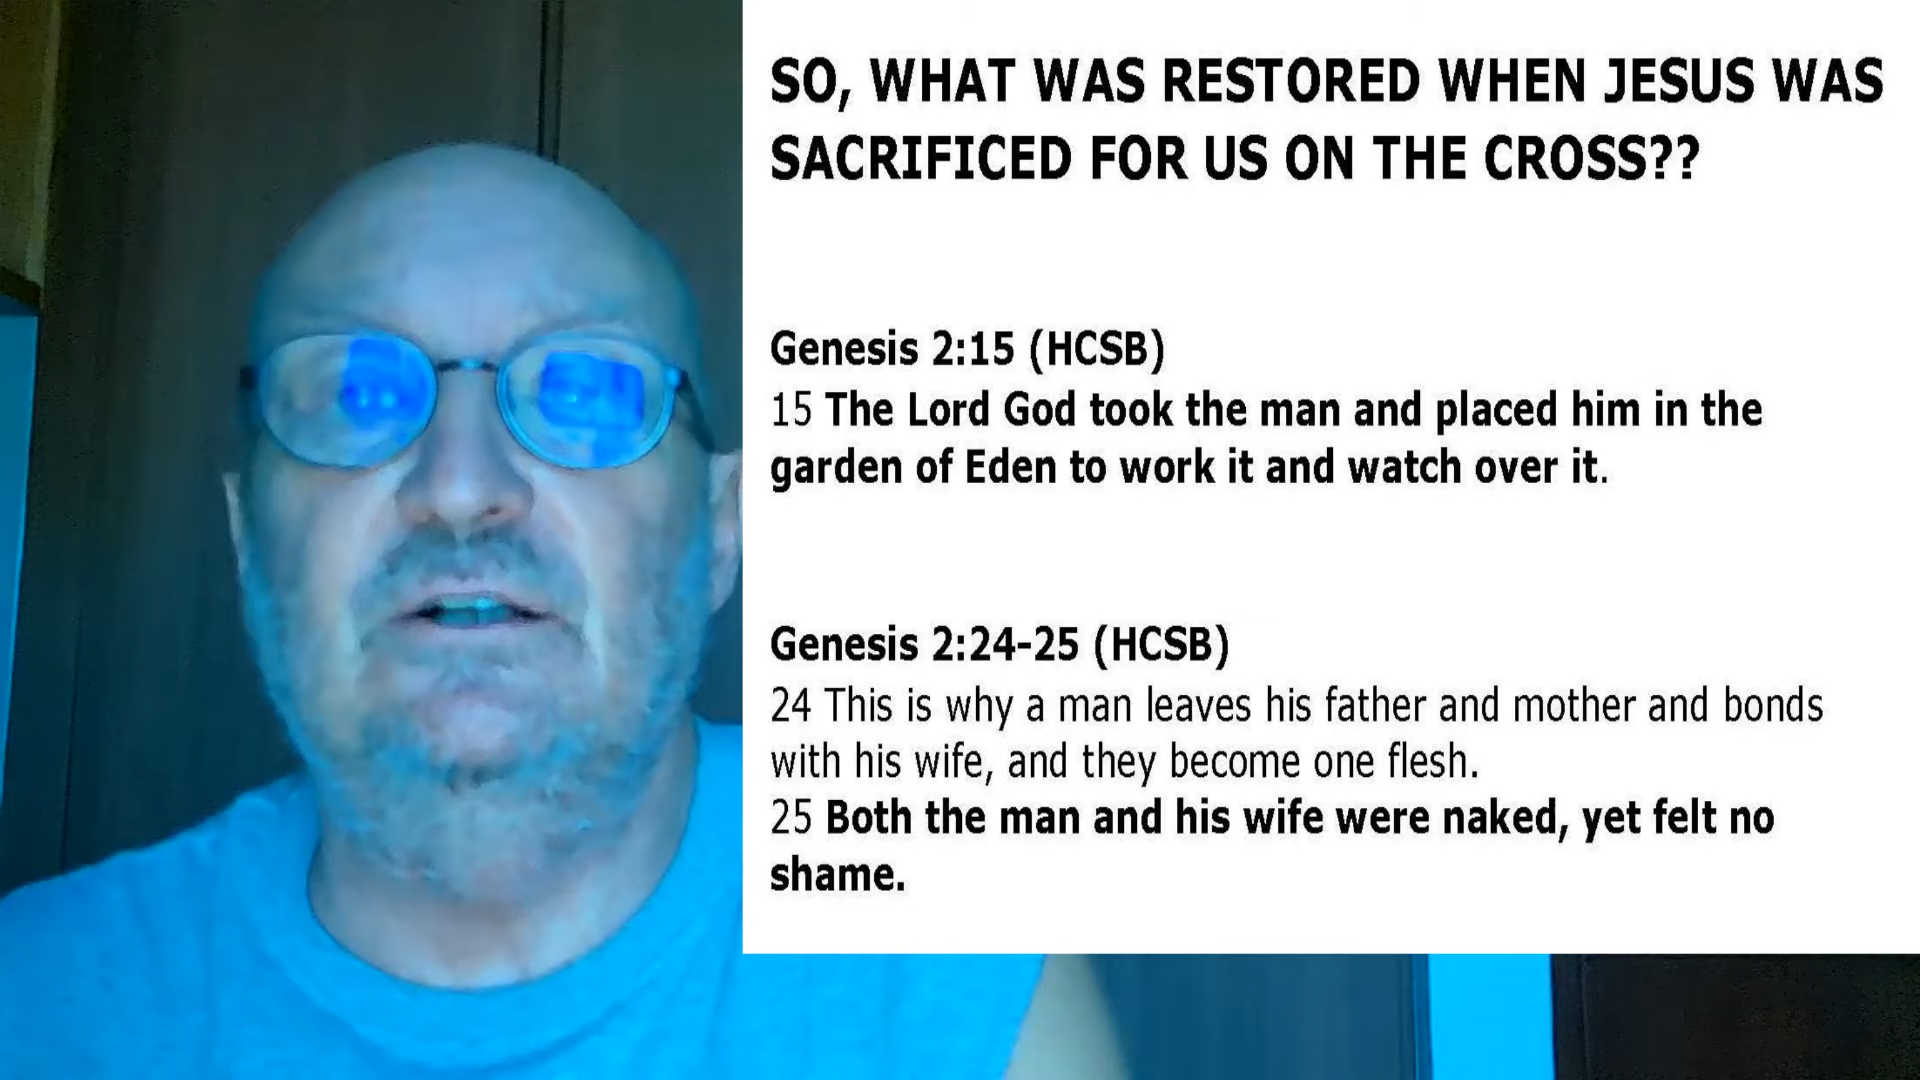 SO, WHAT WAS RESTORED WHEN JESUS WAS
SACRIFICED FOR US ON THE CROSS??
Genesis 2:15 (HCSB)
15 The Lord God took the man and placed him in the
garden of Eden to work it and watch over it.
Genesis 2:24-25 (HCSB)
24 This is why a man leaves his father and mother and bonds
with his wife, and they become one flesh.
25 Both the man and his wife were naked, yet felt no
shame.